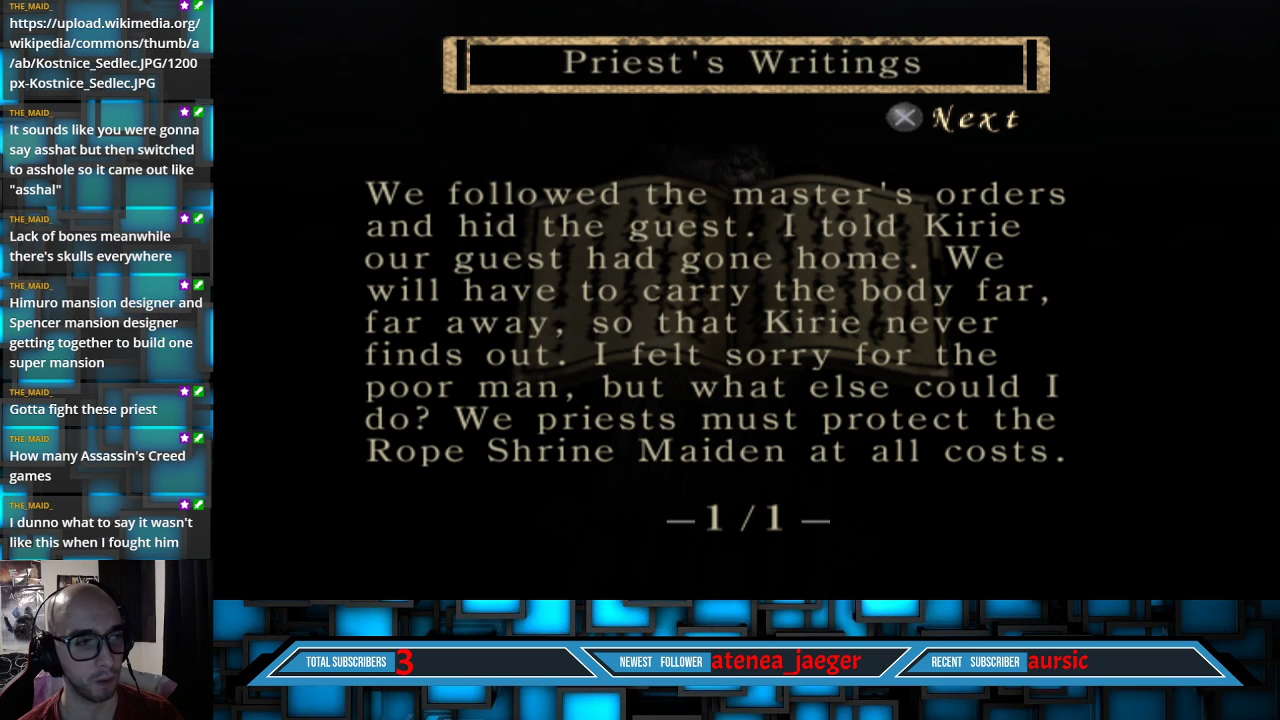 THE_MAID_
https://upload.wikimedia.org/
wikipedia/commons/thumb/a
/ab/Kostnice_Sedlec.JPG/1200
px-Kostnice_Sedlec.JPG
THE_MAID_
It sounds like you were gonna
say asshat but then switched
to asshole so it came out like
"asshal"
THE_MAID_
Lack of bones meanwhile
there's skulls everywhere
THE_MAID_
Himuro mansion designer and
Spencer mansion designer
getting together to build one
super mansion
THE_MAID_
Gotta fight these priest
THE_MAID_
How many Assassin's Creed
games
THE_MAID_
I dunno what to say it wasn't
like this when I fought him
Priest's Writings
Next
We followed the master's orders
and hid the guest. I told Kirie
our guest had gone home. We
will have to carry the body far,
far away, so that Kirie never
finds out. I felt sorry for the
poor man, but what else could I
do? We priests must protect the
Rope Shrine Maiden at all costs.
—1/1—
TOTAL SUBSCRIBERS 3
NEWEST FOLLOWER atenea_jaeger
RECENT SUBSCRIBER aursic